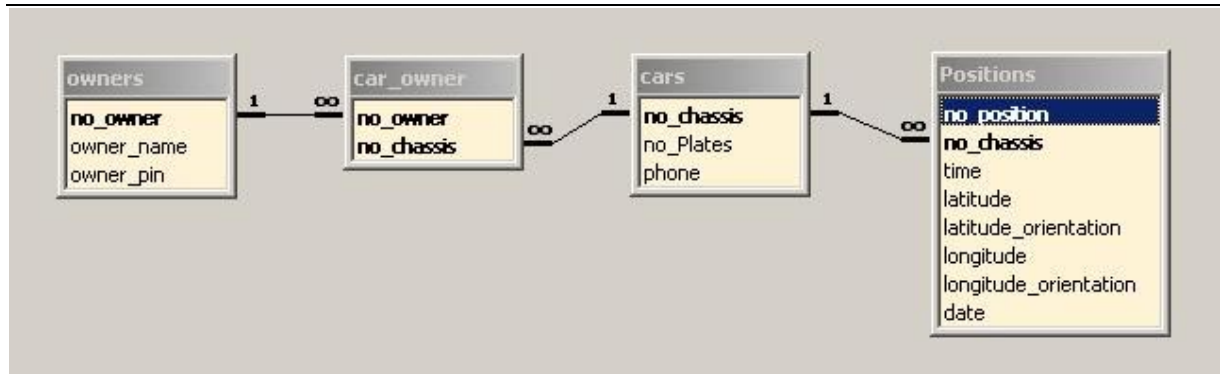 owners
no_owner
owner_name
owner_pin
1
∞
car_owner
no_owner
no_chassis
∞
1
cars
no_chassis
no_Plates
phone
1
∞
Positions
no_position
no_chassis
time
latitude
latitude_orientation
longitude
longitude_orientation
date